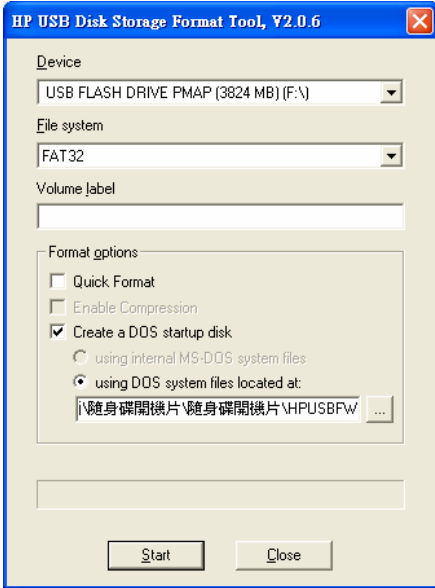 HP USB Disk Storage Format Tool, V2.0.6
Device
USB FLASH DRIVE PMAP (3824 MB) (F:\)
File system
FAT32
Volume label
Format options
Quick Format
Enable Compression
Create a DOS startup disk
using internal MS-DOS system files
using DOS system files located at:
i\隨身碟開機片\隨身碟開機片\HPUSBFW
...
Start
Close